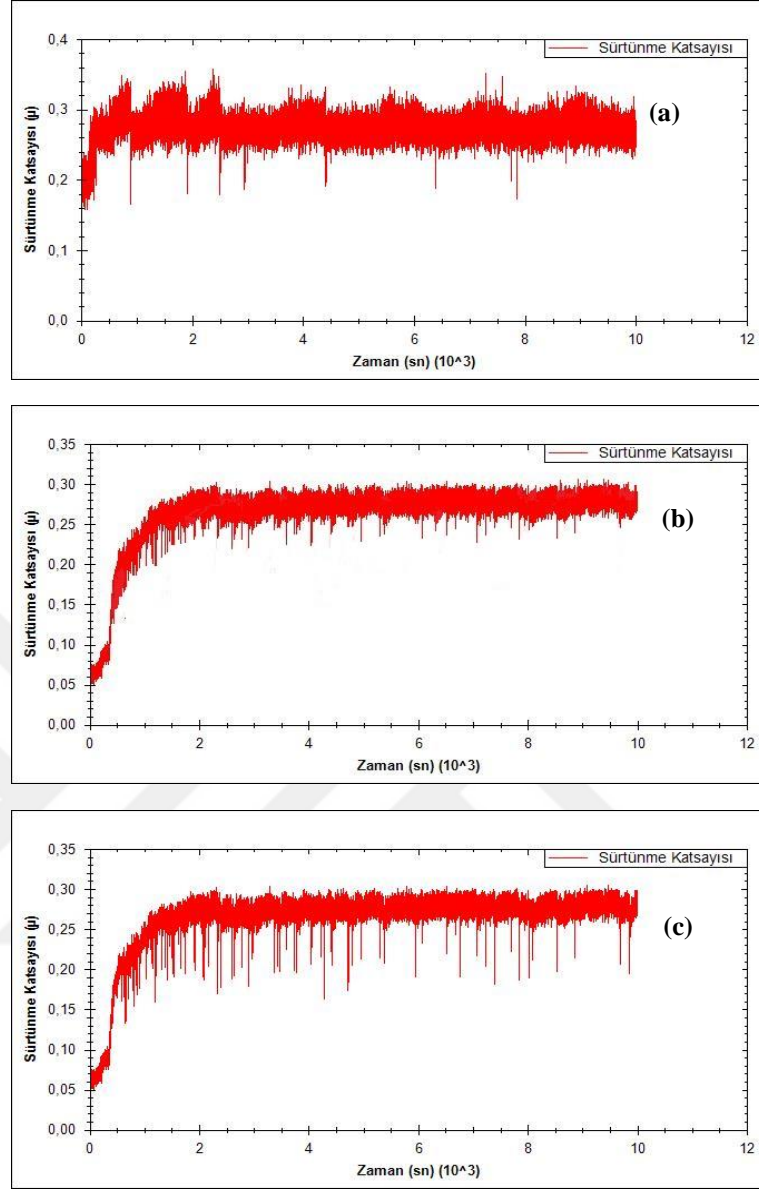 Sürtünme Katsayısı
0,4
0,3
0,2
0,1
0,0
Sürtünme Katsayısı (µ)
(a)
0 2 4 6 8 10 12
Zaman (sn) (10^3)
Sürtünme Katsayısı
0,35
0,30
0,25
0,20
0,15
0,10
0,05
0,00
Sürtünme Katsayısı (µ)
(b)
0 2 4 6 8 10 12
Zaman (sn) (10^3)
Sürtünme Katsayısı
0,35
0,30
0,25
0,20
0,15
0,10
0,05
0,00
Sürtünme Katsayısı (µ)
(c)
0 2 4 6 8 10 12
Zaman (sn) (10^3)